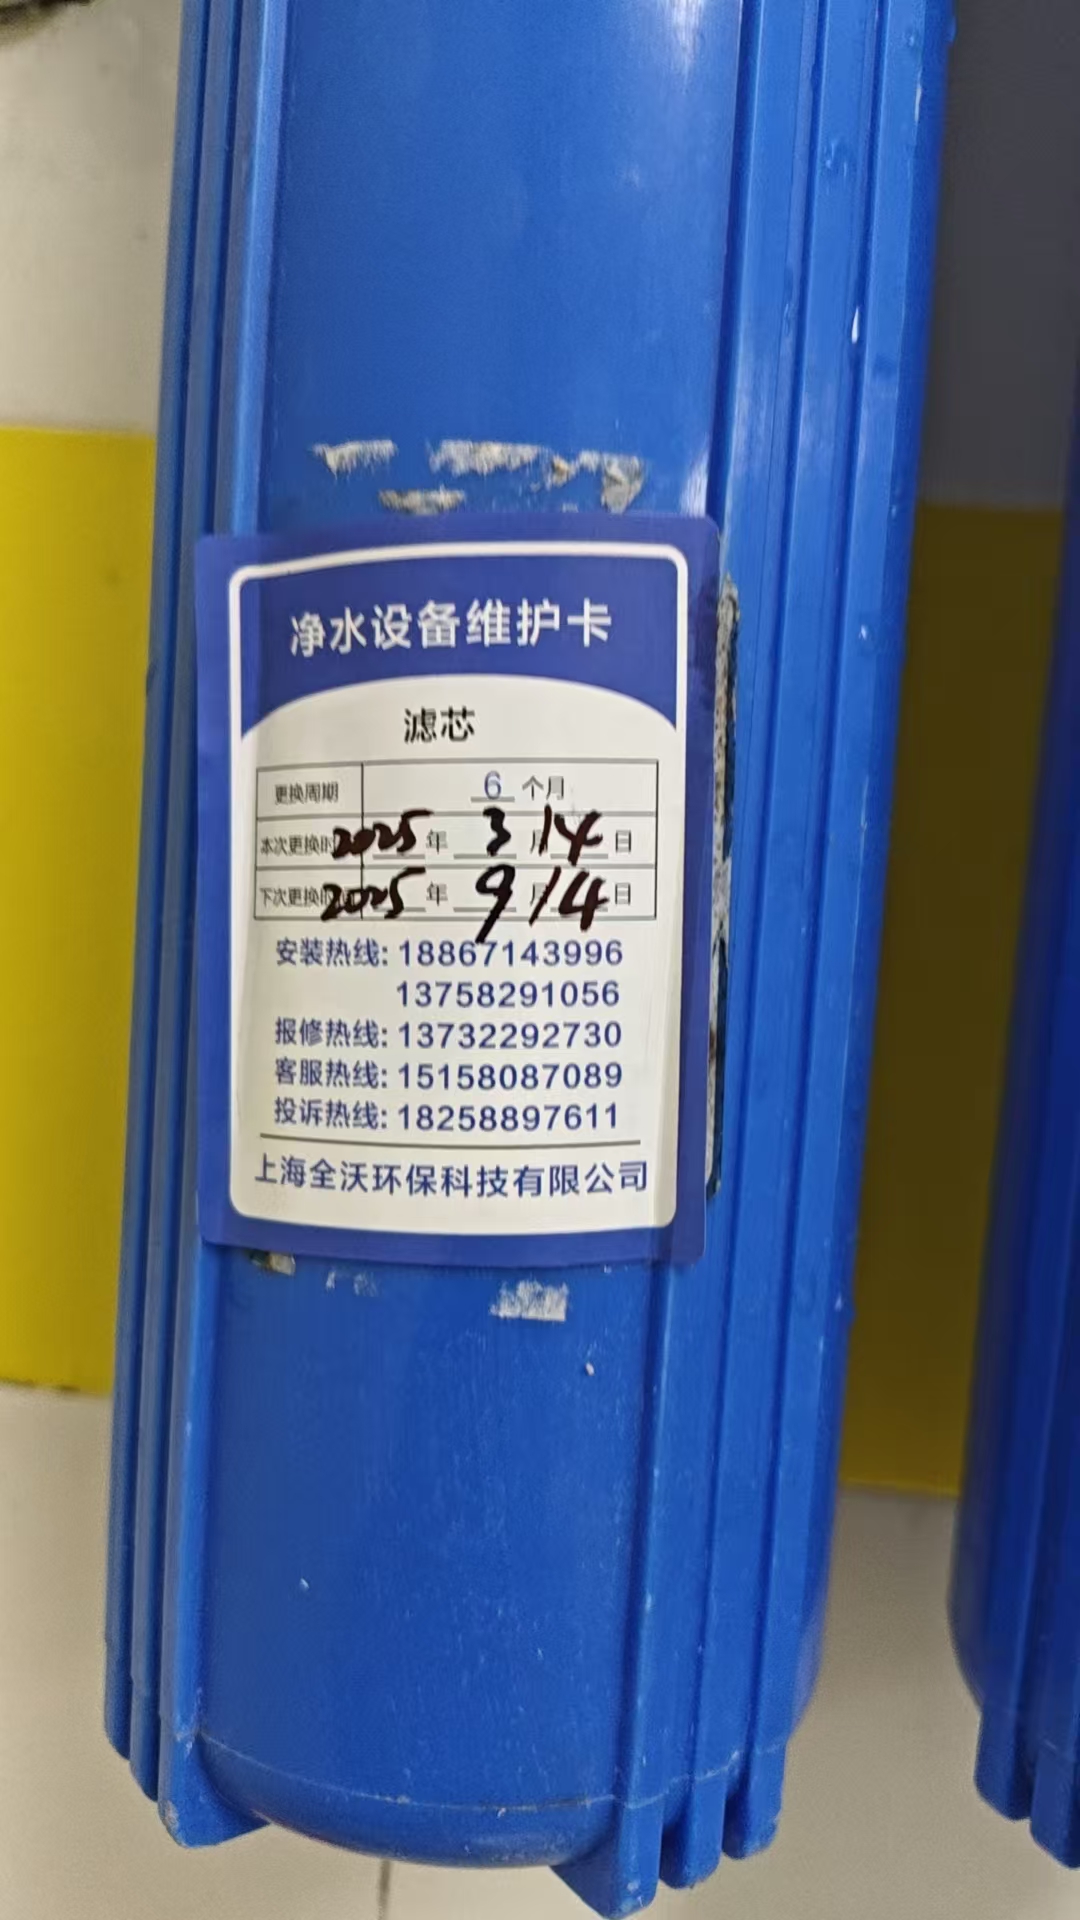 净水设备维护卡
滤芯
更换周期 6 个月
本次更换时 2025 年 3 月 14 日
下次更换时间 2025 年 9 月 14 日
安装热线: 18867143996
13758291056
报修热线: 13732292730
客服热线: 15158087089
投诉热线: 18258897611
上海全沃环保科技有限公司